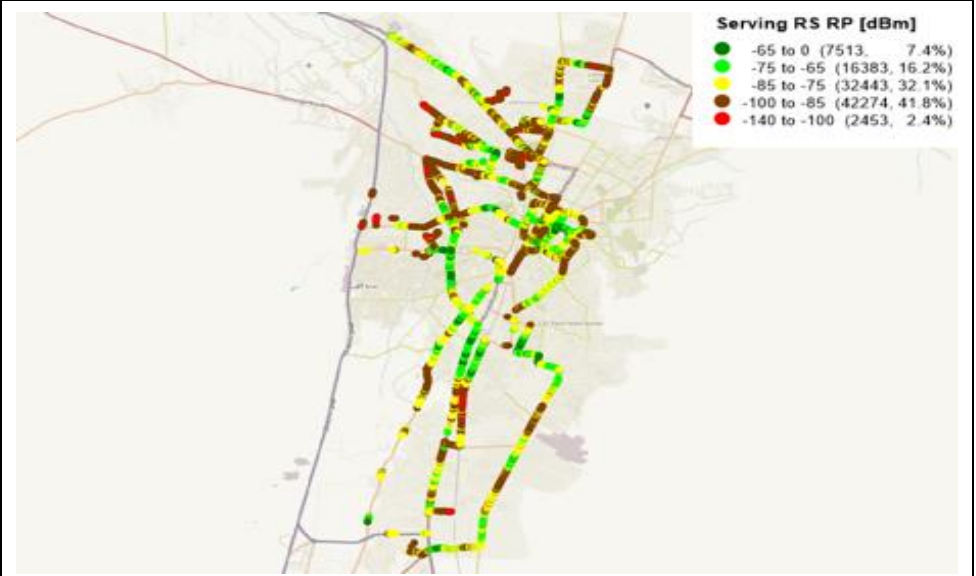 Serving RS RP [dBm]
-65 to 0 (7513, 7.4%)
-75 to -65 (16383, 16.2%)
-85 to -75 (32443, 32.1%)
-100 to -85 (42274, 41.8%)
-140 to -100 (2453, 2.4%)